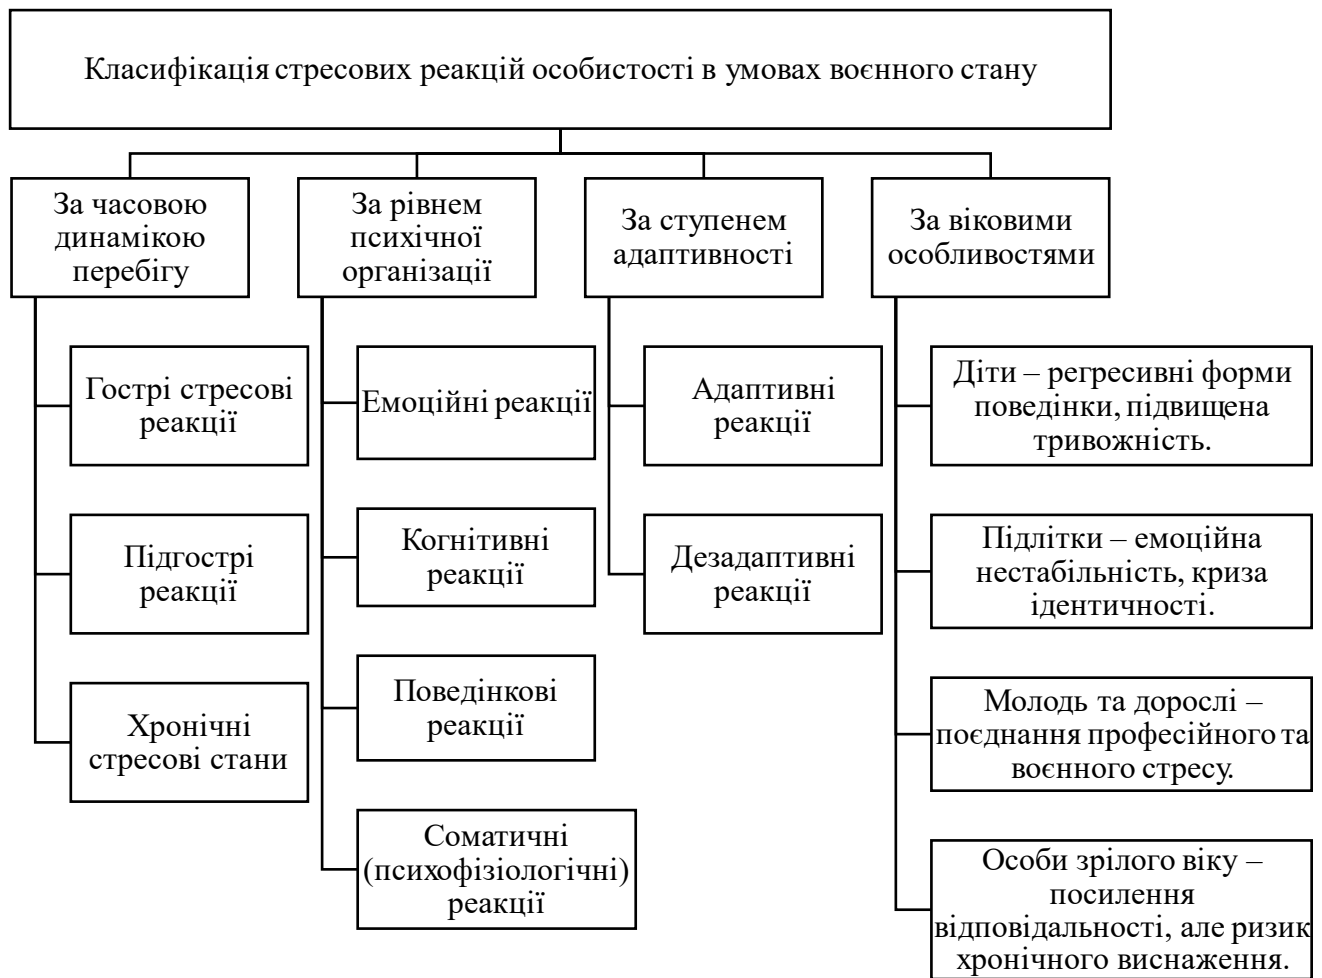 Класифікація стресових реакцій особистості в умовах воєнного стану
За часовою
динамікою
перебігу
Гострі стресові
реакції
Підгострі
реакції
Хронічні
стресові стани
За рівнем
психічної
організації
Емоційні реакції
Когнітивні
реакції
Поведінкові
реакції
Соматичні
(психофізіологічні)
реакції
За ступенем
адаптивності
Адаптивні
реакції
Дезадаптивні
реакції
За віковими
особливостями
Діти – регресивні форми
поведінки, підвищена
тривожність.
Підлітки – емоційна
нестабільність, криза
ідентичності.
Молодь та дорослі –
поєднання професійного та
воєнного стресу.
Особи зрілого віку –
посилення
відповідальності, але ризик
хронічного виснаження.